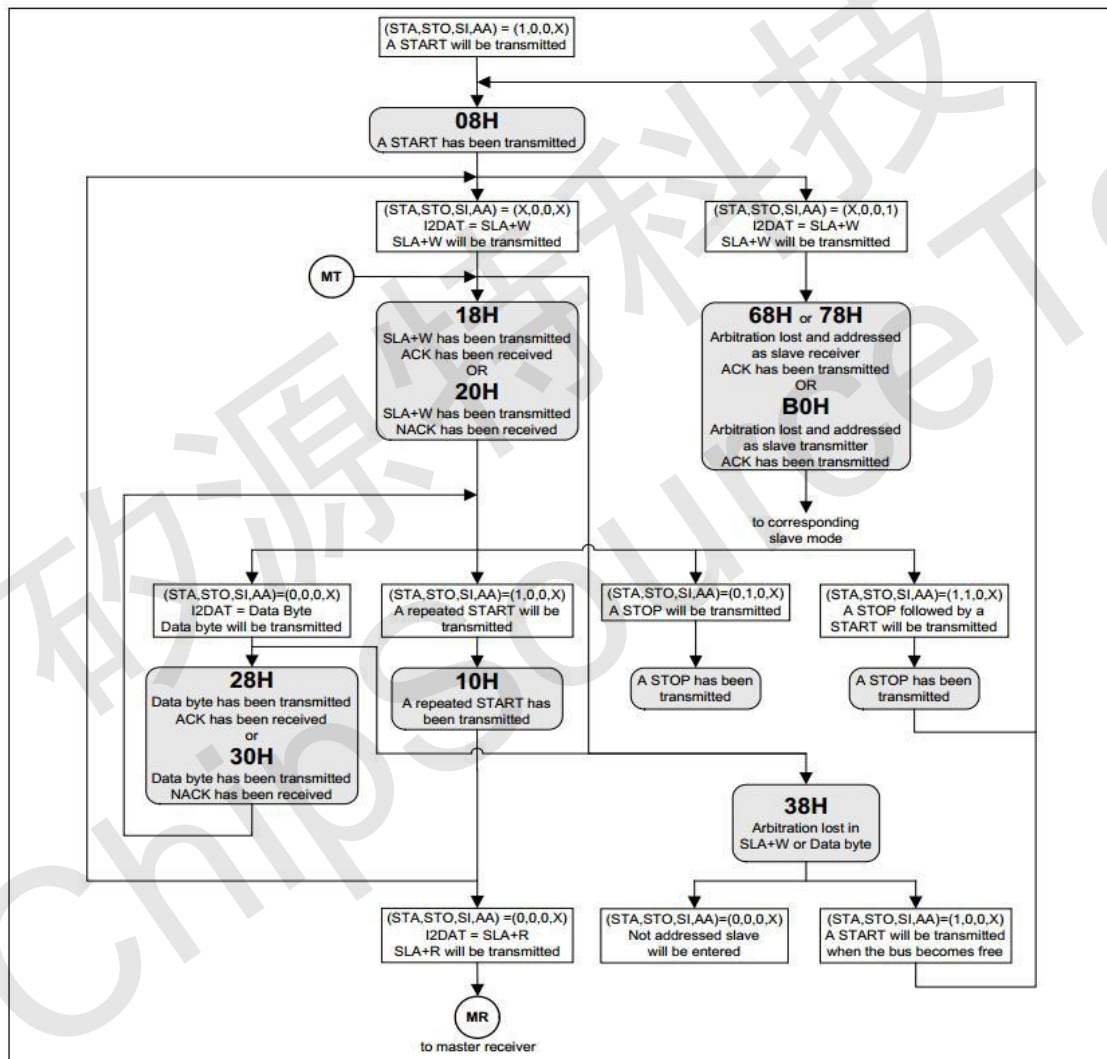 (STA,STO,SI,AA) = (1,0,0,X)
A START will be transmitted
08H
A START has been transmitted
(STA,STO,SI,AA) = (X,0,0,X)
I2DAT = SLA+W
SLA+W will be transmitted
(STA,STO,SI,AA) = (X,0,0,1)
I2DAT = SLA+W
SLA+W will be transmitted
MT
18H
SLA+W has been transmitted
ACK has been received
OR
20H
SLA+W has been transmitted
NACK has been received
68H or 78H
Arbitration lost and addressed
as slave receiver
ACK has been transmitted
OR
B0H
Arbitration lost and addressed
as slave transmitter
ACK has been transmitted
to corresponding
slave mode
(STA,STO,SI,AA)=(0,0,0,X)
I2DAT = Data Byte
Data byte will be transmitted
(STA,STO,SI,AA)=(1,0,0,X)
A repeated START will be
transmitted
(STA,STO,SI,AA)=(0,1,0,X)
A STOP will be transmitted
(STA,STO,SI,AA)=(1,1,0,X)
A STOP followed by a
START will be transmitted
28H
Data byte has been transmitted
ACK has been received
or
30H
Data byte has been transmitted
NACK has been received
10H
A repeated START has
been transmitted
A STOP has been
transmitted
A STOP has been
transmitted
38H
Arbitration lost in
SLA+W or Data byte
(STA,STO,SI,AA) =(0,0,0,X)
I2DAT = SLA+R
SLA+R will be transmitted
(STA,STO,SI,AA)=(0,0,0,X)
Not addressed slave
will be entered
(STA,STO,SI,AA)=(1,0,0,X)
A START will be transmitted
when the bus becomes free
MR
to master receiver
矽源特科技
ChipSourceTe